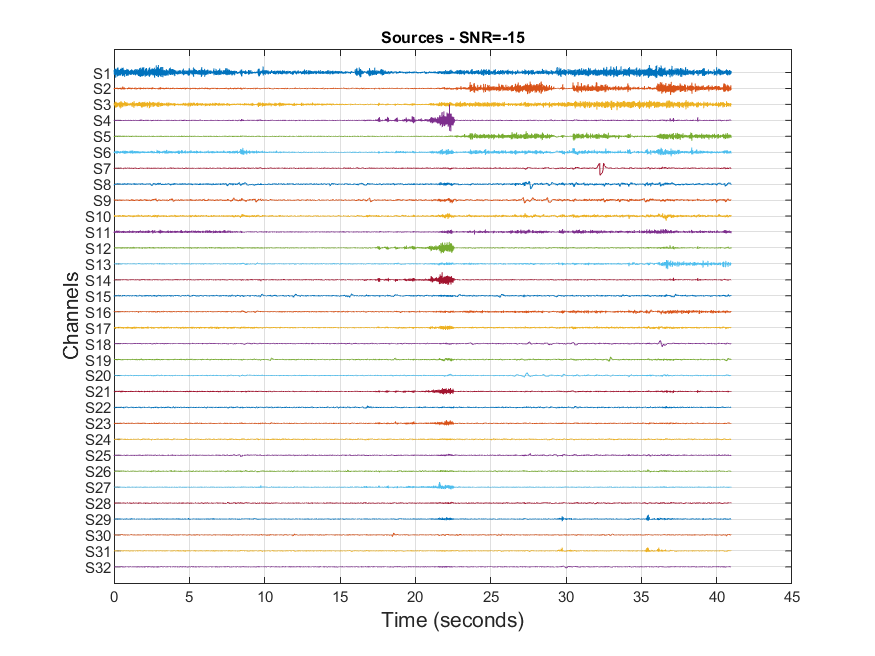 Sources - SNR=-15
S1
S2
S3
S4
S5
S6
S7
S8
S9
S10
S11
S12
S13
S14
S15
S16
S17
S18
S19
S20
S21
S22
S23
S24
S25
S26
S27
S28
S29
S30
S31
S32
Channels
0 5 10 15 20 25 30 35 40 45
Time (seconds)